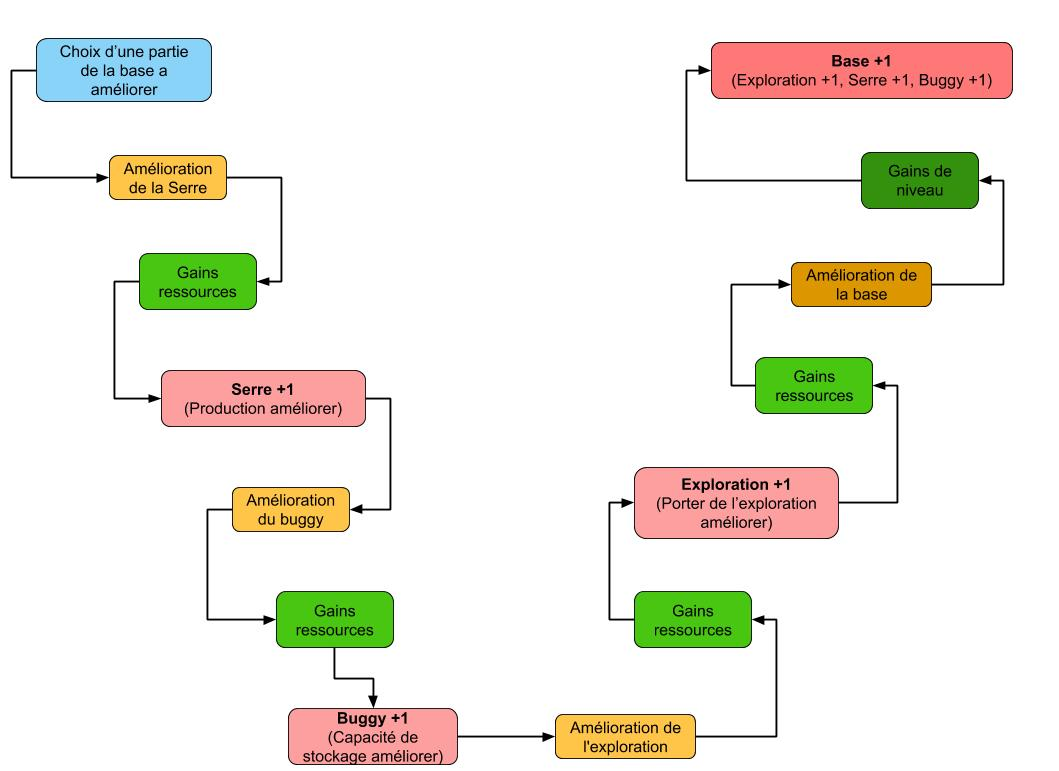 Choix d’une partie
de la base a
améliorer
Amélioration
de la Serre
Gains
ressources
Serre +1
(Production améliorer)
Amélioration
du buggy
Gains
ressources
Buggy +1
(Capacité de
stockage améliorer)
Amélioration de
l'exploration
Gains
ressources
Exploration +1
(Porter de l’exploration
améliorer)
Gains
ressources
Amélioration de
la base
Gains de
niveau
Base +1
(Exploration +1, Serre +1, Buggy +1)